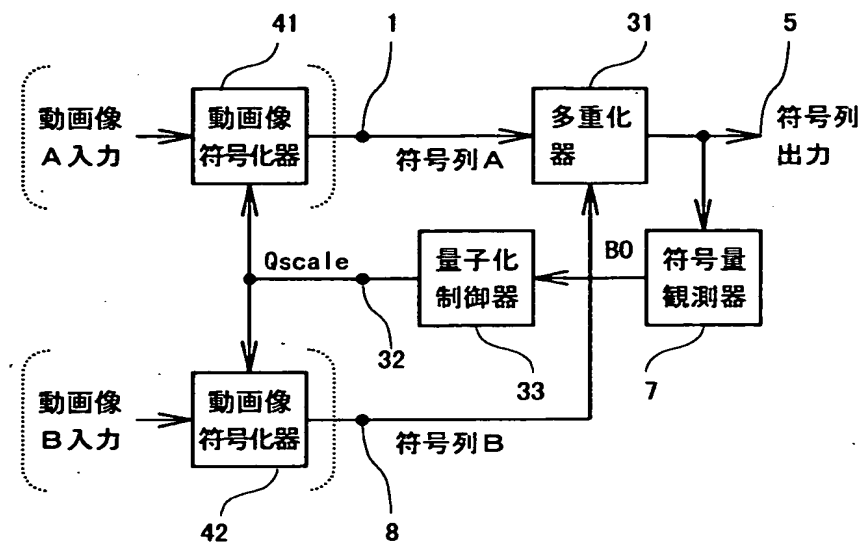 41
1
31
5
動画像
A入力
動画像
符号化器
符号列A
多重化
器
符号列
出力
Qscale
量子化
制御器
BO
符号量
観測器
32
33
7
動画像
B入力
動画像
符号化器
符号列B
42
8